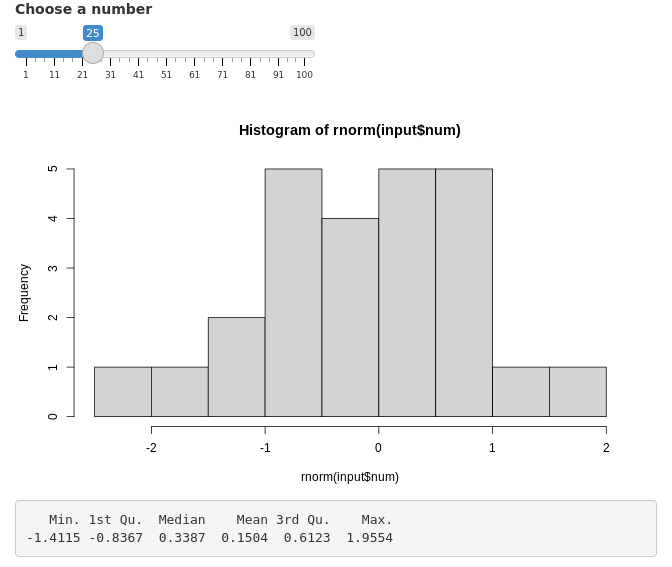 Choose a number
1 25 100
1 11 21 31 41 51 61 71 81 91 100
Histogram of rnorm(input$num)
Frequency
5
4
3
2
1
0
-2 -1 0 1 2
rnorm(input$num)
Min. 1st Qu. Median Mean 3rd Qu. Max.
-1.4115 -0.8367 0.3387 0.1504 0.6123 1.9554